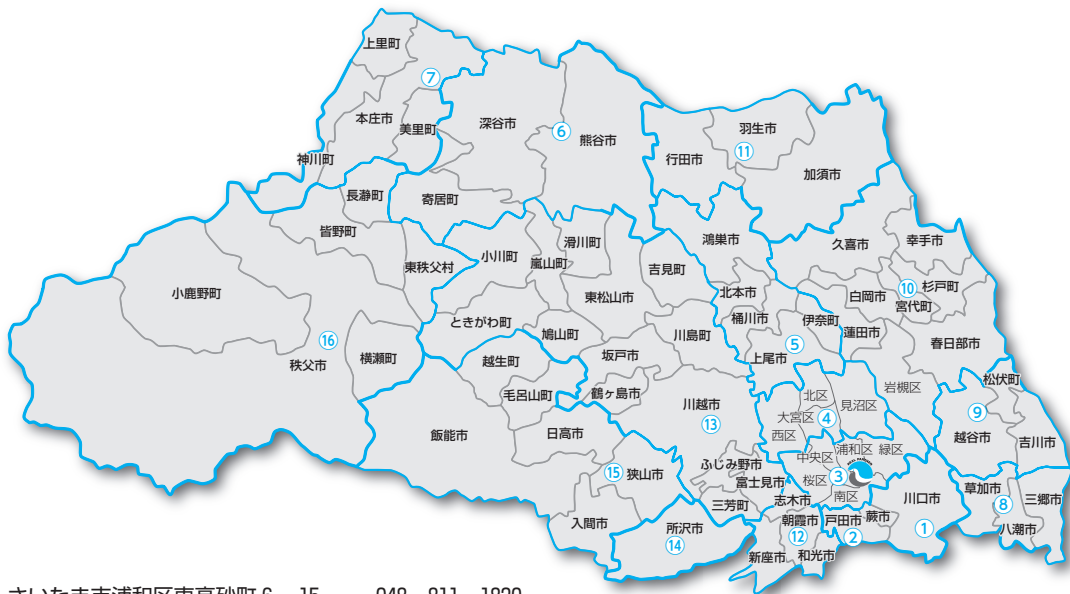 上里町
⑦
本庄市
美里町
深谷市
⑥
熊谷市
羽生市
⑪
行田市
加須市
神川町
長瀞町
寄居町
皆野町
東秩父村
小川町
嵐山町
滑川町
吉見町
鴻巣市
久喜市
幸手市
小鹿野町
東松山市
北本市
白岡市
⑩
杉戸町
宮代町
桶川市
伊奈町
ときがわ町
鳩山町
川島町
蓮田市
春日部市
⑯
秩父市
横瀬町
越生町
坂戸市
上尾市
⑤
毛呂山町
鶴ヶ島市
松伏町
飯能市
川越市
⑬
北区
見沼区
岩槻区
大宮区
④
⑨
西区
越谷市
吉川市
日高市
中央区
浦和区
緑区
⑮
狭山市
ふじみ野市
富士見市
桜区
③
南区
三芳町
志木市
川口市
①
草加市
⑧
三郷市
八潮市
入間市
所沢市
⑭
朝霞市
⑫
戸田市
②
蕨市
新座市
和光市